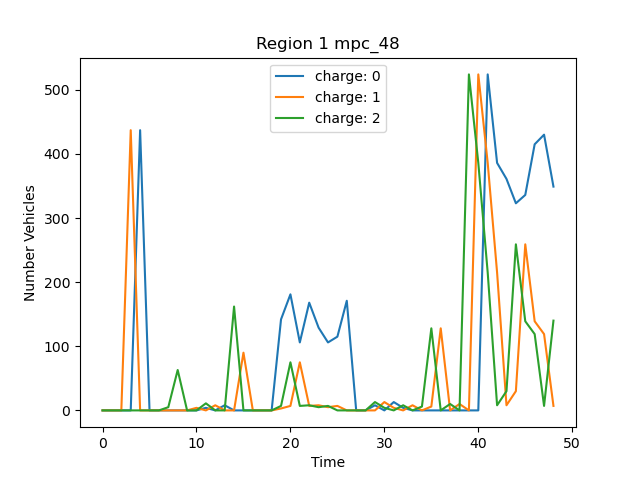 Region 1 mpc_48
charge: 0
charge: 1
charge: 2
Number Vehicles
500
400
300
200
100
0
0 10 20 30 40 50
Time